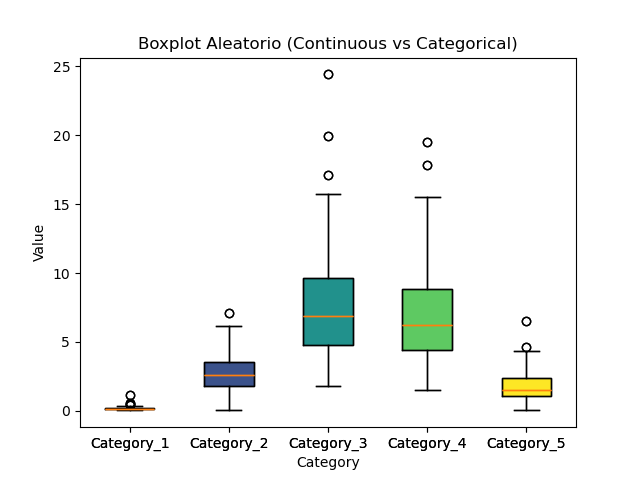 Boxplot Aleatorio (Continuous vs Categorical)
25
20
15
10
5
0
Value
Category_1 Category_2 Category_3 Category_4 Category_5
Category